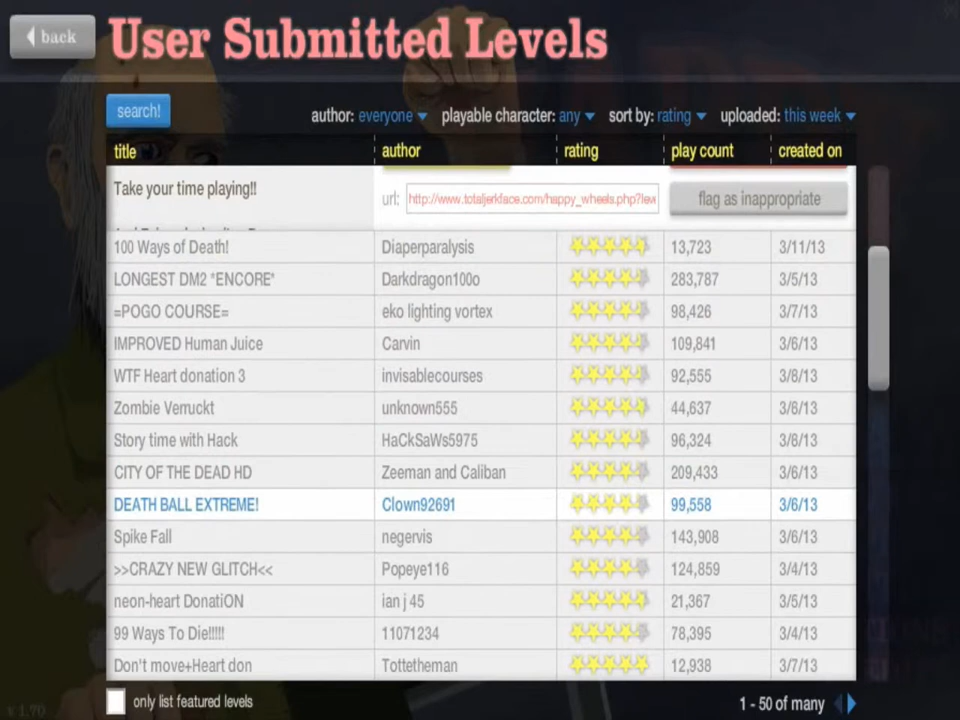 back
User Submitted Levels
search!
author: everyone playable character: any sort by: rating uploaded: this week
title author rating play count created on
Take your time playing!!
url: http://www.totaljerkface.com/happy_wheels.php?leve flag as inappropriate
100 Ways of Death! Diaperparalysis 13,723 3/11/13
LONGEST DM2 "ENCORE" Darkdragon100o 283,787 3/5/13
=POGO COURSE= eko lighting vortex 98,426 3/7/13
IMPROVED Human Juice Carvin 109,841 3/6/13
WTF Heart donation 3 invisablecourses 92,555 3/8/13
Zombie Verruckt unknown555 44,637 3/6/13
Story time with Hack HaCkSaWs5975 96,324 3/8/13
CITY OF THE DEAD HD Zeeman and Caliban 209,433 3/6/13
DEATH BALL EXTREME! Clown92691 99,558 3/6/13
Spike Fall negervis 143,908 3/6/13
>>CRAZY NEW GLITCH<< Popeye116 124,859 3/4/13
neon-heart DonatiON ian j 45 21,367 3/5/13
99 Ways To Die!!!!! 11071234 78,395 3/4/13
Don't move+Heart don Tottetheman 12,938 3/7/13
only list featured levels 1 - 50 of many
v 1.70